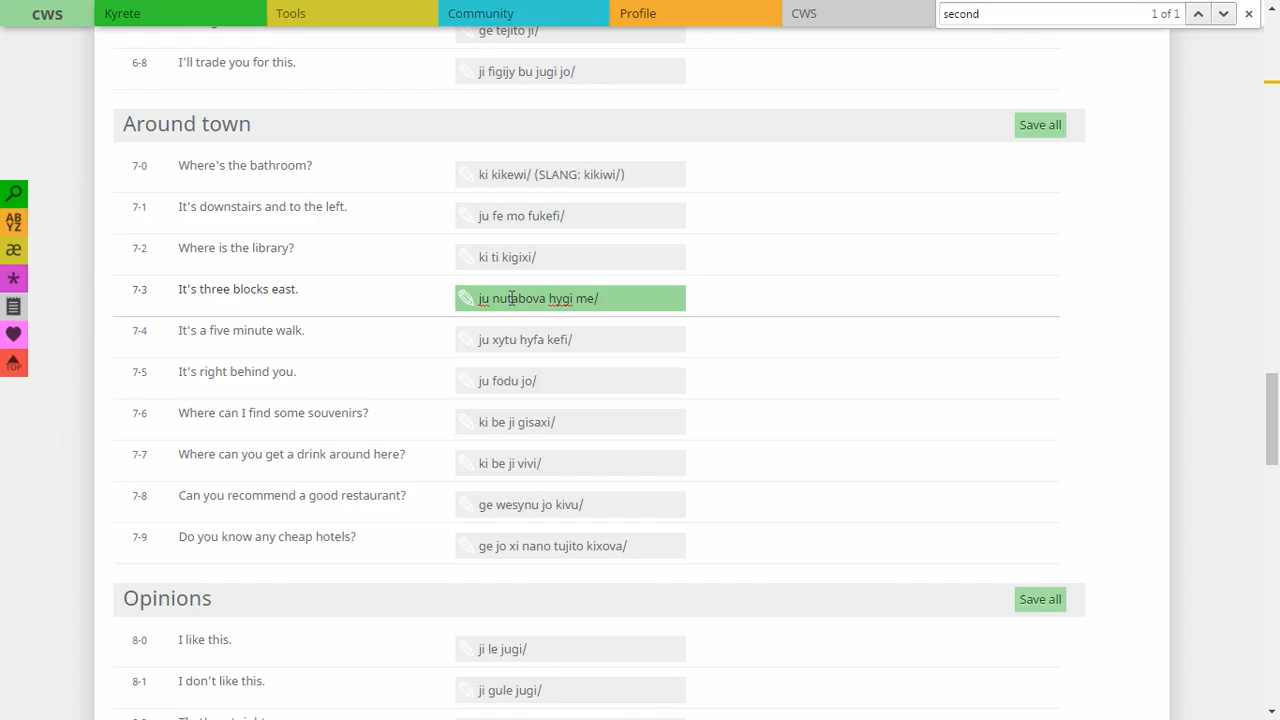 CWS Kyrete Tools Community Profile CWS second 1 of 1
ge tejito ji/
6-8 I'll trade you for this. ji figijy bu jugi jo/
Around town Save all
7-0 Where's the bathroom? ki kikewi/ (SLANG: kikiwi/)
7-1 It's downstairs and to the left. ju fe mo fukefi/
7-2 Where is the library? ki ti kigixi/
AB
YZ
æ
*
TOP
7-3 It's three blocks east. ju nutabova hygi me/
7-4 It's a five minute walk. ju xytu hyfa kefi/
7-5 It's right behind you. ju fodu jo/
7-6 Where can I find some souvenirs? ki be ji gisaxi/
7-7 Where can you get a drink around here? ki be ji vivi/
7-8 Can you recommend a good restaurant? ge wesynu jo kivu/
7-9 Do you know any cheap hotels? ge jo xi nano tujito kixova/
Opinions Save all
8-0 I like this. ji le jugi/
8-1 I don't like this. ji gule jugi/